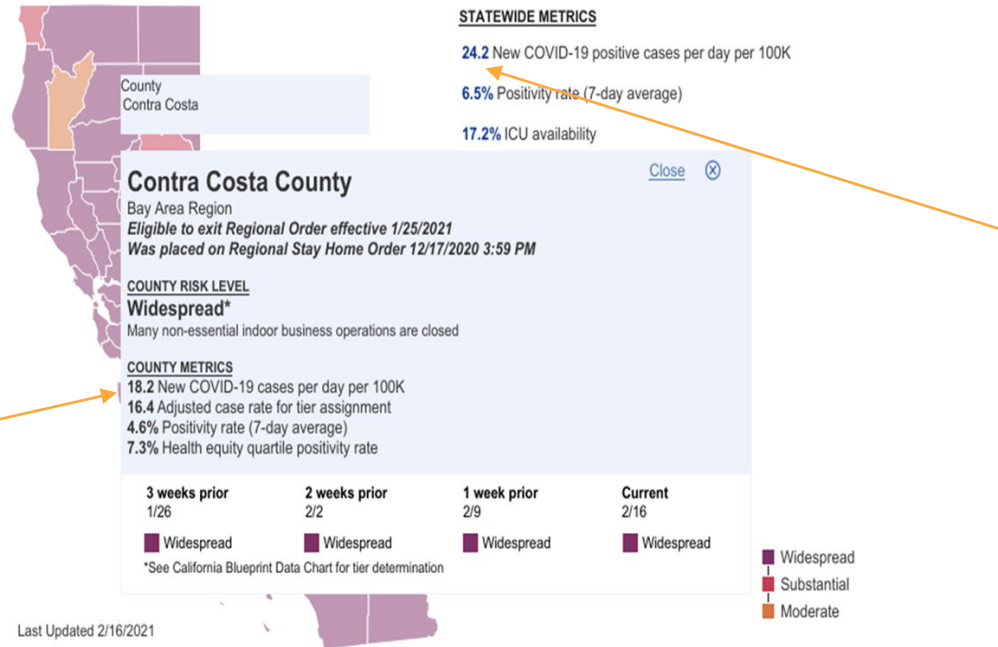 STATEWIDE METRICS
24.2 New COVID-19 positive cases per day per 100K
6.5% Positivity rate (7-day average)
17.2% ICU availability
County
Contra Costa
Close
Contra Costa County
Bay Area Region
Eligible to exit Regional Order effective 1/25/2021
Was placed on Regional Stay Home Order 12/17/2020 3:59 PM
COUNTY RISK LEVEL
Widespread*
Many non-essential indoor business operations are closed
COUNTY METRICS
18.2 New COVID-19 cases per day per 100K
16.4 Adjusted case rate for tier assignment
4.6% Positivity rate (7-day average)
7.3% Health equity quartile positivity rate
3 weeks prior 2 weeks prior 1 week prior Current
1/26 2/2 2/9 2/16
Widespread Widespread Widespread Widespread
*See California Blueprint Data Chart for tier determination
Widespread
Substantial
Moderate
Last Updated 2/16/2021